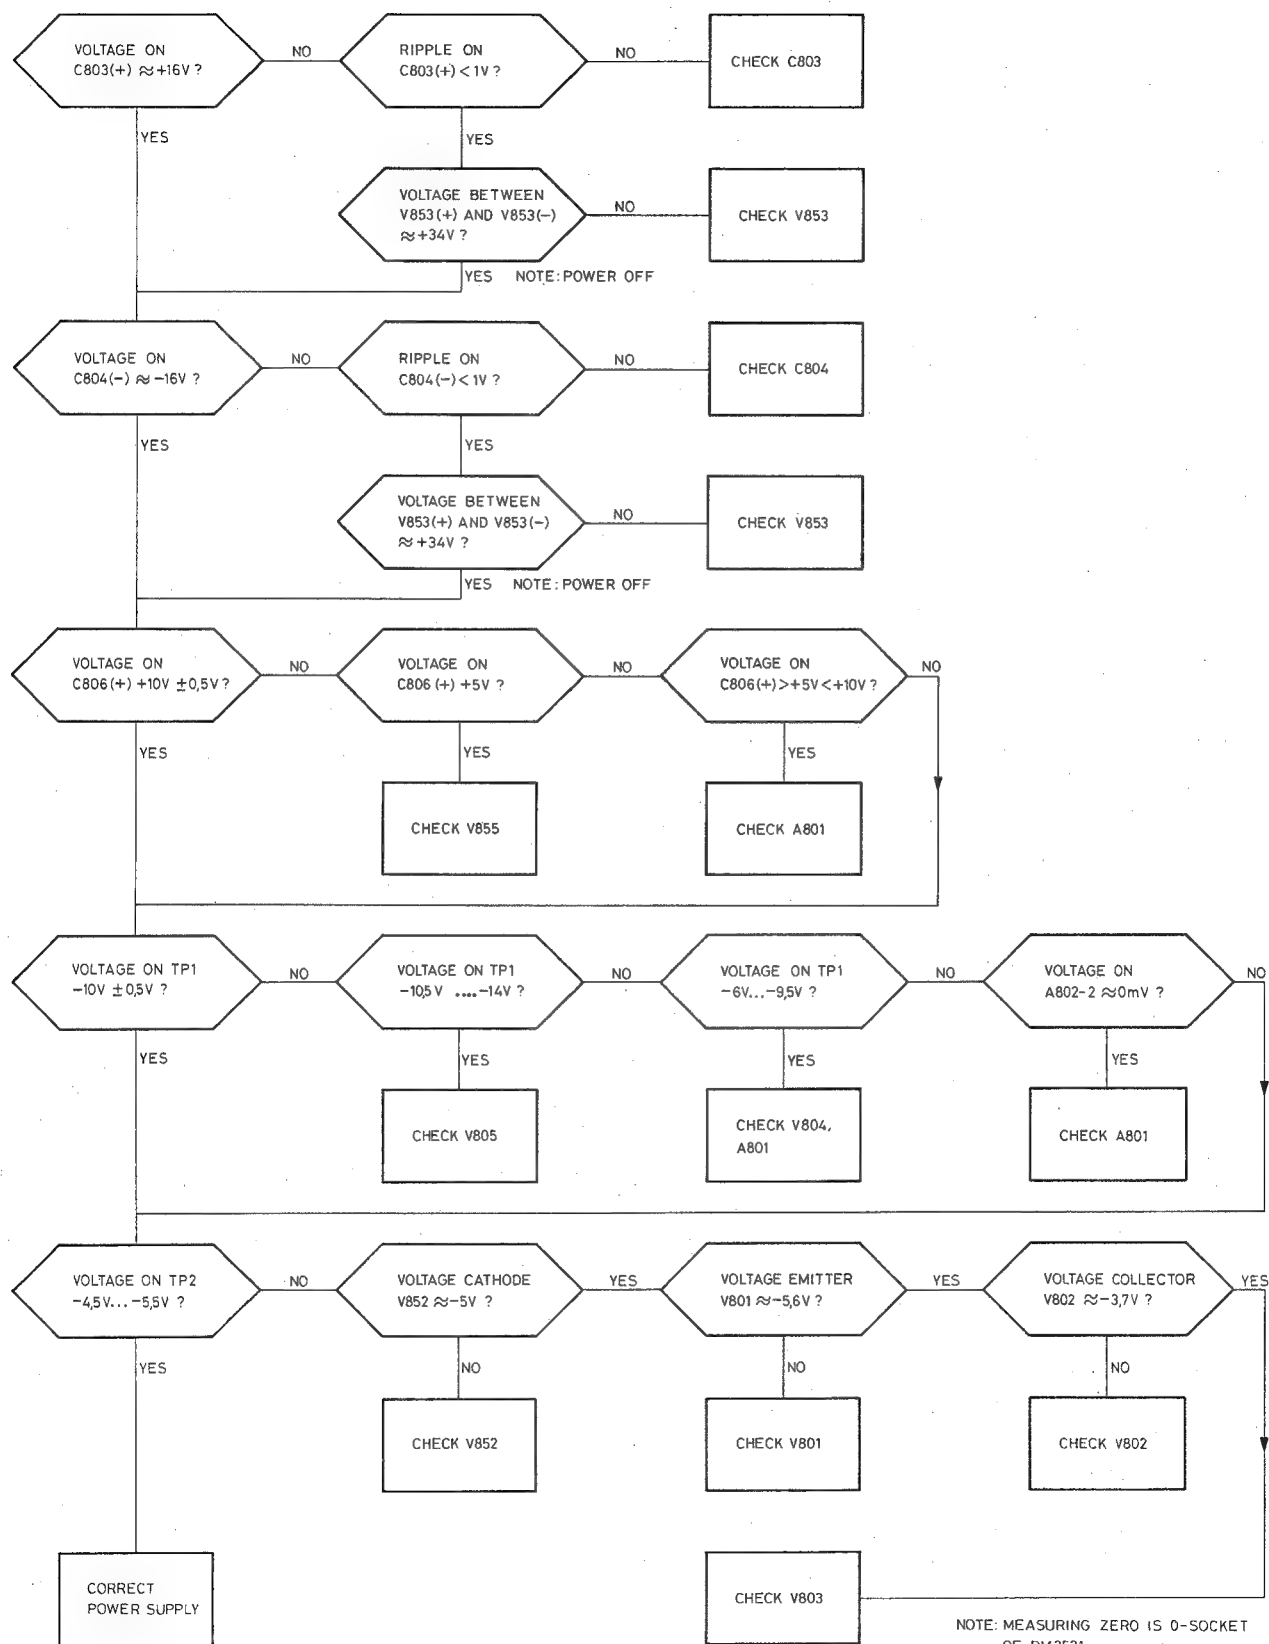 VOLTAGE ON
C803(+) ≈+16V ?
NO
RIPPLE ON
C803(+)<1V ?
NO
CHECK C803
YES
YES
VOLTAGE BETWEEN
V853(+) AND V853(-)
≈+34V ?
NO
CHECK V853
YES NOTE: POWER OFF
VOLTAGE ON
C804(-) ≈ -16V ?
NO
RIPPLE ON
C804(-)<1V ?
NO
CHECK C804
YES
YES
VOLTAGE BETWEEN
V853(+) AND V853(-)
≈+34V ?
NO
CHECK V853
YES NOTE: POWER OFF
VOLTAGE ON
C806(+) +10V ±0,5V ?
NO
VOLTAGE ON
C806 (+) +5V ?
NO
VOLTAGE ON
C806(+)>+5V<+10V ?
NO
YES
YES
YES
CHECK V855
CHECK A801
VOLTAGE ON TP1
-10V ±0,5V ?
NO
VOLTAGE ON TP1
-10,5V ....-14V ?
NO
VOLTAGE ON TP1
-6V...-9,5V ?
NO
VOLTAGE ON
A802-2 ≈0mV ?
NO
YES
YES
YES
YES
CHECK V805
CHECK V804,
A801
CHECK A801
VOLTAGE ON TP2
-4,5V... -5,5V ?
NO
VOLTAGE CATHODE
V852 ≈-5V ?
YES
VOLTAGE EMITTER
V801 ≈-5,6V ?
YES
VOLTAGE COLLECTOR
V802 ≈-3,7V ?
YES
YES
NO
NO
NO
CHECK V852
CHECK V801
CHECK V802
CORRECT
POWER SUPPLY
CHECK V803
NOTE: MEASURING ZERO IS 0-SOCKET